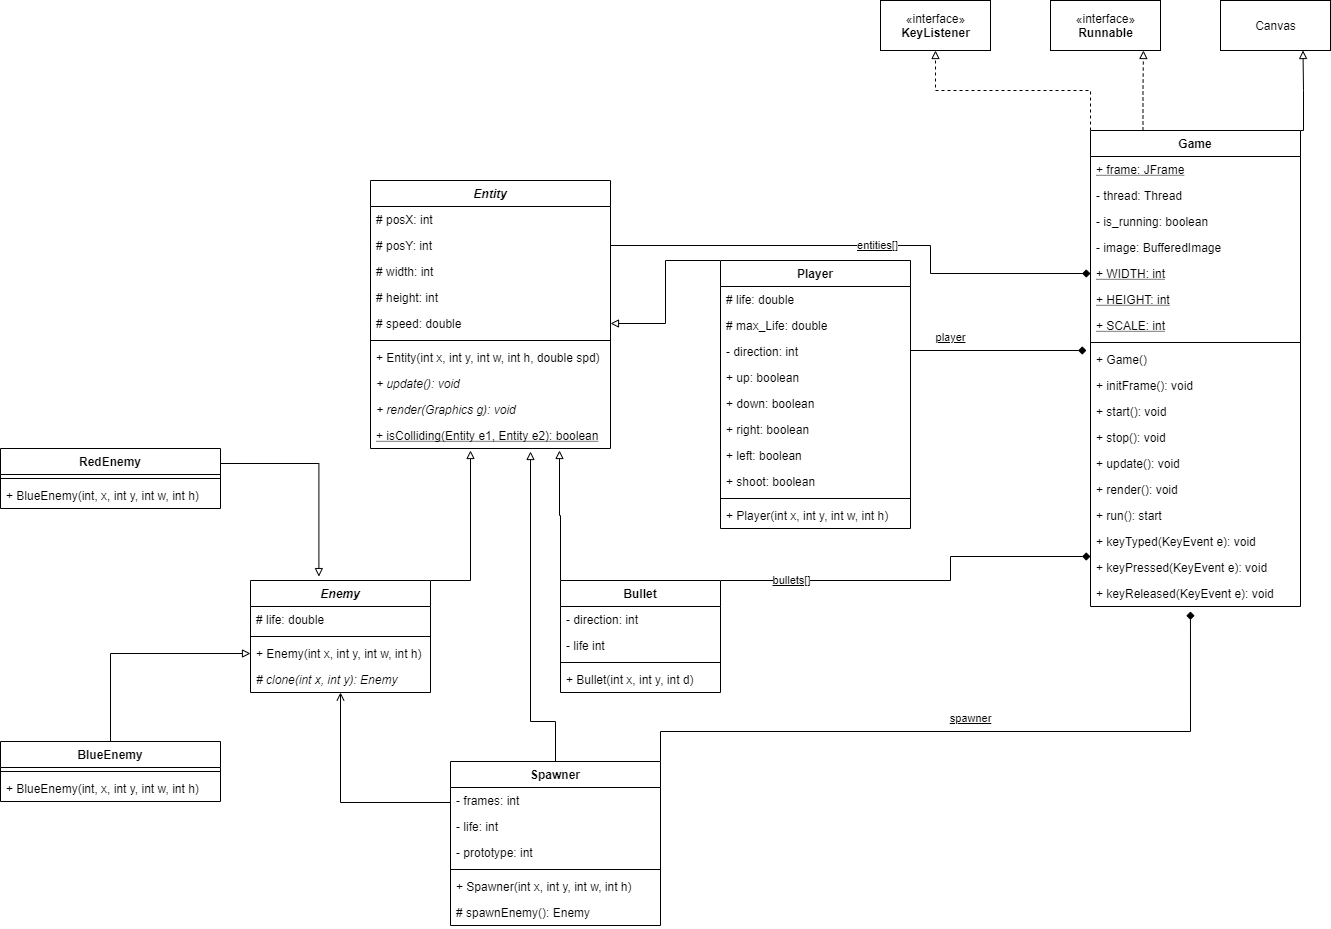 «interface»
KeyListener
«interface»
Runnable
Canvas
Game
+ frame: JFrame
- thread: Thread
- is_running: boolean
- image: BufferedImage
+ WIDTH: int
+ HEIGHT: int
+ SCALE: int
+ Game()
+ initFrame(): void
+ start(): void
+ stop(): void
+ update(): void
+ render(): void
+ run(): start
+ keyTyped(KeyEvent e): void
+ keyPressed(KeyEvent e): void
+ keyReleased(KeyEvent e): void
Entity
# posX: int
# posY: int
# width: int
# height: int
# speed: double
+ Entity(int x, int y, int w, int h, double spd)
+ update(): void
+ render(Graphics g): void
+ isColliding(Entity e1, Entity e2): boolean
entities[]
Player
# life: double
# max_Life: double
- direction: int
+ up: boolean
+ down: boolean
+ right: boolean
+ left: boolean
+ shoot: boolean
+ Player(int x, int y, int w, int h)
player
RedEnemy
+ BlueEnemy(int, x, int y, int w, int h)
Enemy
# life: double
+ Enemy(int x, int y, int w, int h)
# clone(int x, int y): Enemy
Bullet
- direction: int
- life int
+ Bullet(int x, int y, int d)
bullets[]
BlueEnemy
+ BlueEnemy(int, x, int y, int w, int h)
spawner
Spawner
- frames: int
- life: int
- prototype: int
+ Spawner(int x, int y, int w, int h)
# spawnEnemy(): Enemy